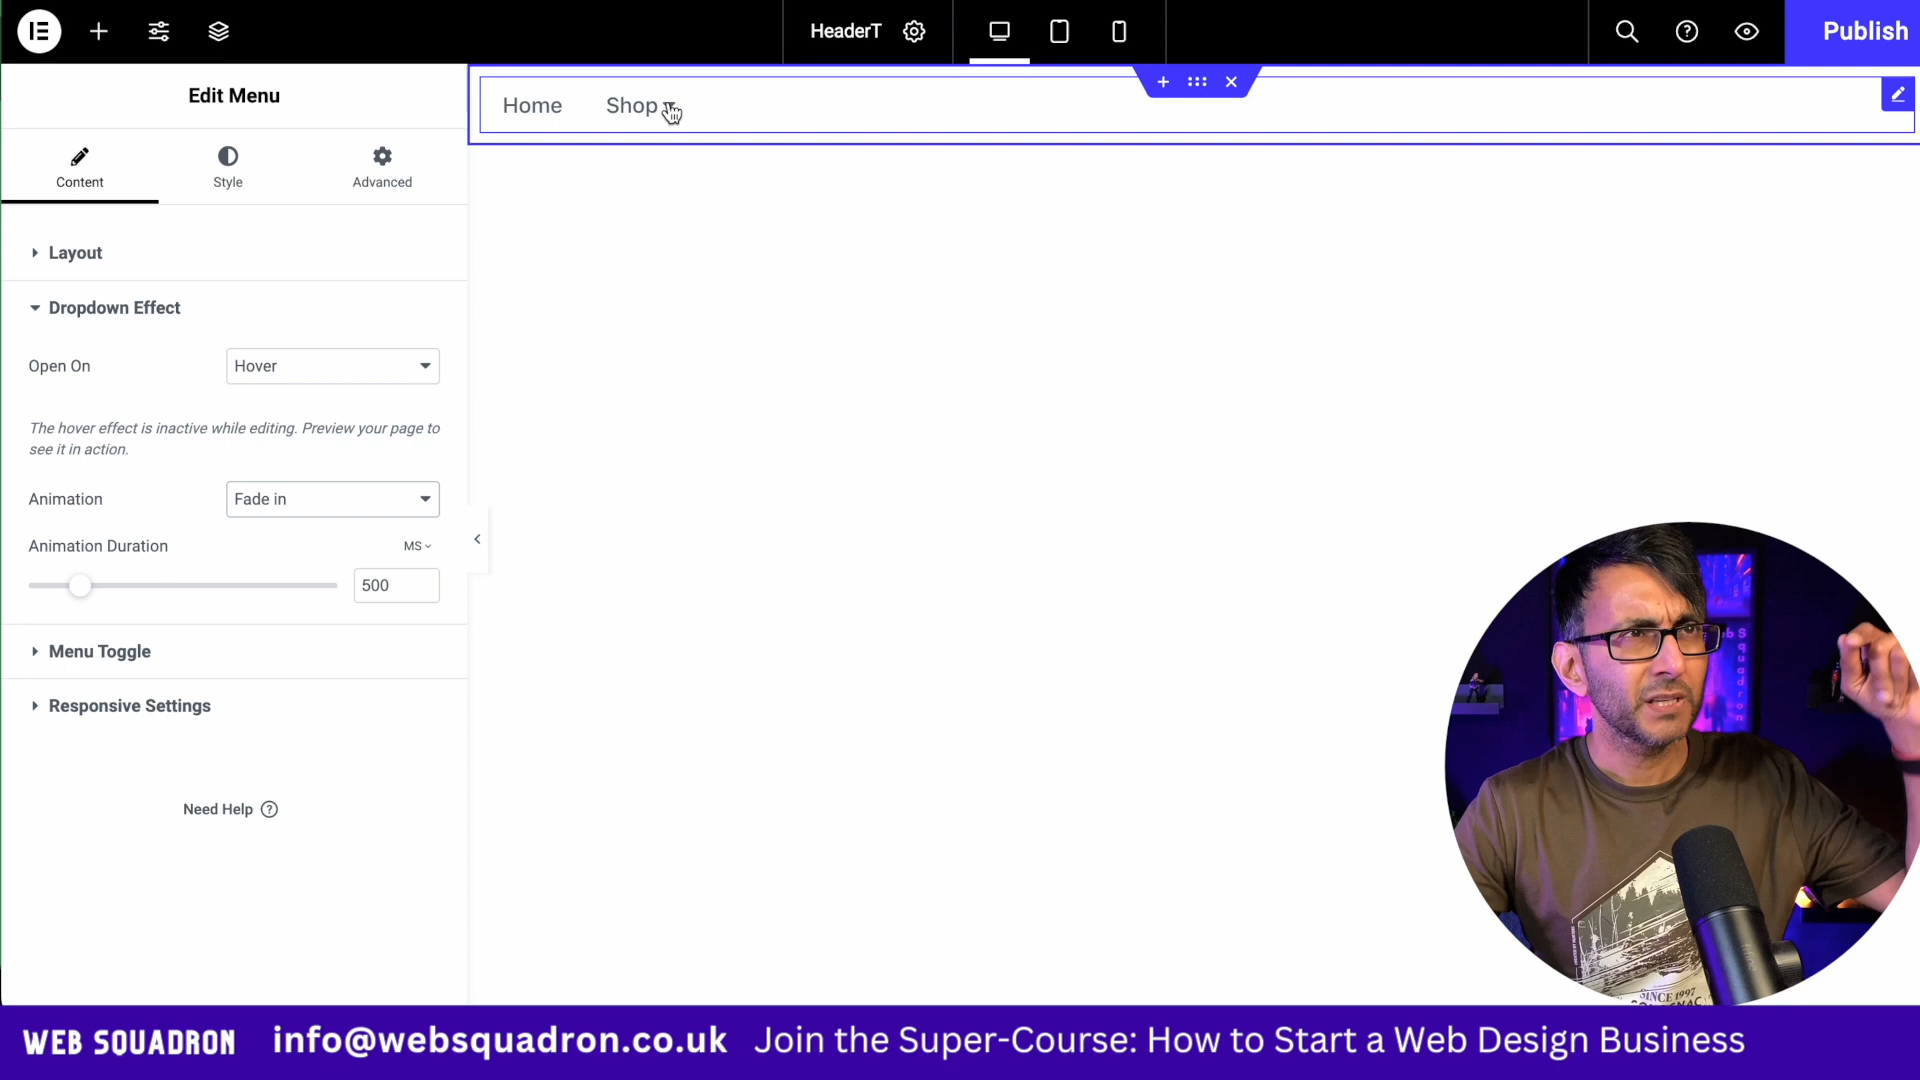 HeaderT
Publish
Edit Menu
Home
Shop
Content
Style
Advanced
Layout
Dropdown Effect
Open On
Hover
The hover effect is inactive while editing. Preview your page to
see it in action.
Animation
Fade in
Animation Duration
MS
500
Menu Toggle
Responsive Settings
Need Help
b S
q
u
a
d
r
o
n
SINCE 1997
WEB SQUADRON
info@websquadron.co.uk
Join the Super-Course: How to Start a Web Design Business